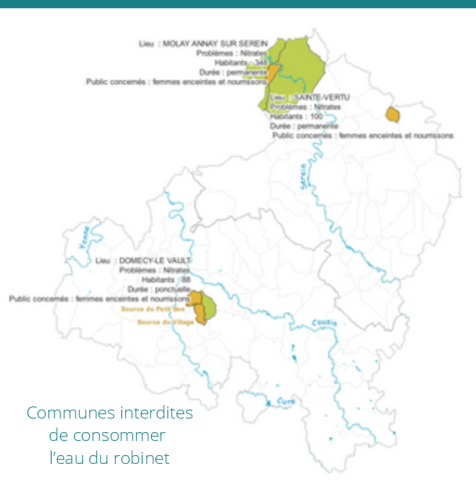 Lieu : MOLAY ANNAY SUR SEREIN
Problèmes : Nitrates
Habitants : 348
Durée : permanente
Public concernés : femmes enceintes et nourrissons
Lieu : SAINTE-VERTU
Problèmes : Nitrates
Habitants : 100
Durée : permanente
Public concernés : femmes enceintes et nourrissons
Serein
Yonne
Lieu : DOMECY-LE VAULT
Problèmes : Nitrates
Habitants : 88
Durée : ponctuelle
Public concernés : femmes enceintes et nourrissons
Source du Petit
Source du Village
Cousin
Cure
Communes interdites
de consommer
l'eau du robinet